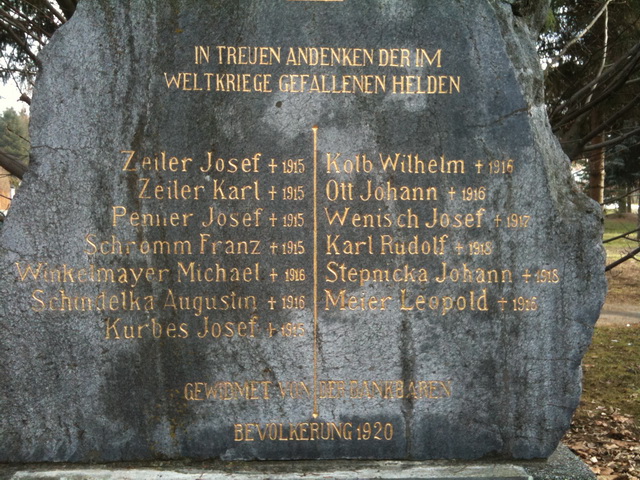 IN TREUEN ANDENKEN DER IM
WELTKRIEGE GEFALLENEN HELDEN
Zeiler Josef + 1915
Zeiler Karl + 1915
Penner Josef + 1915
Schromm Franz + 1915
Winkelmayer Michael + 1916
Schindelka Augustin + 1916
Kurbes Josef + 1915
Kolb Wilhelm + 1916
Ott Johann + 1916
Wenisch Josef + 1917
Karl Rudolf + 1918
Stepnicka Johann + 1918
Meier Leopold + 1916
GEWIDMET VON DER DANKBAREN
BEVÖLKERUNG 1920